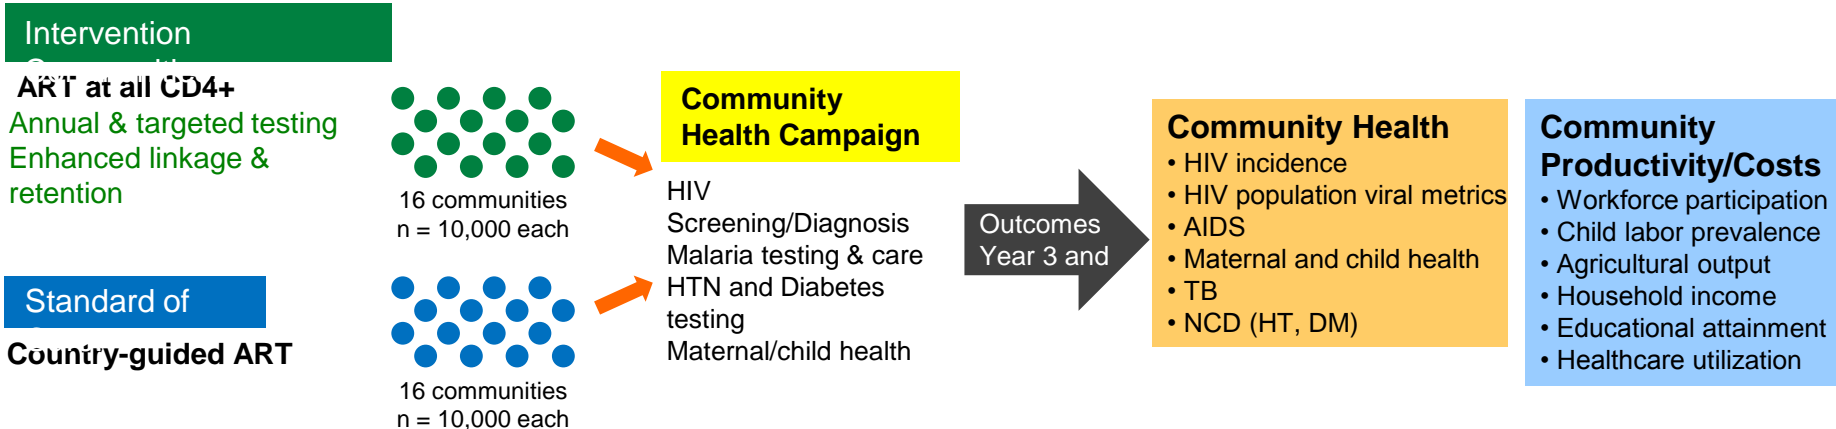 Intervention
ART at all CD4+
Annual & targeted testing
Enhanced linkage &
retention
16 communities
n = 10,000 each
Standard of
Country-guided ART
16 communities
n = 10,000 each
Community
Health Campaign
HIV
Screening/Diagnosis
Malaria testing & care
HTN and Diabetes
testing
Maternal/child health
Outcomes
Year 3 and
Community Health
• HIV incidence
• HIV population viral metrics
• AIDS
• Maternal and child health
• TB
• NCD (HT, DM)
Community
Productivity/Costs
• Workforce participation
• Child labor prevalence
• Agricultural output
• Household income
• Educational attainment
• Healthcare utilization